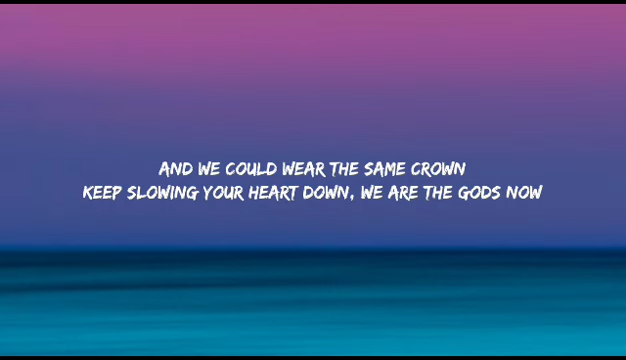 AND WE COULD WEAR THE SAME CROWN
KEEP SLOWING YOUR HEART DOWN, WE ARE THE GODS NOW